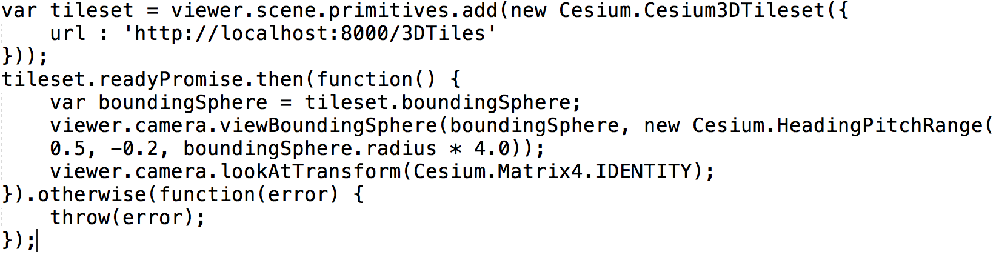 var tileset = viewer.scene.primitives.add(new Cesium.Cesium3DTileset({
    url : 'http://localhost:8000/3DTiles'
}));
tileset.readyPromise.then(function() {
    var boundingSphere = tileset.boundingSphere;
    viewer.camera.viewBoundingSphere(boundingSphere, new Cesium.HeadingPitchRange(
    0.5, -0.2, boundingSphere.radius * 4.0));
    viewer.camera.lookAtTransform(Cesium.Matrix4.IDENTITY);
}).otherwise(function(error) {
    throw(error);
});